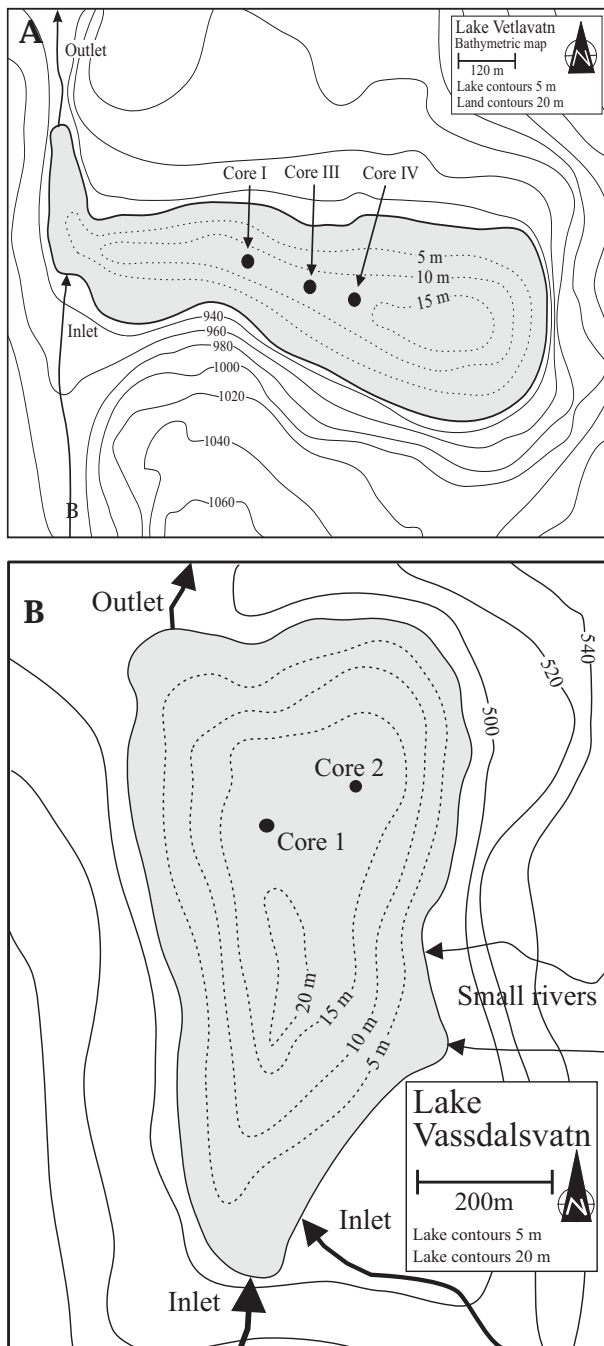 A
Outlet
Lake Vetlavatn
Bathymetric map
120 m
Lake contours 5 m
Land contours 20 m
N
Core I
Core III
Core IV
5 m
10 m
15 m
Inlet
940
960
980
1000
1020
1040
1060
B
B
Outlet
540
520
500
Core 2
Core 1
20 m
15 m
10 m
5 m
Small rivers
Lake
Vassdalsvatn
200m
N
Lake contours 5 m
Lake contours 20 m
Inlet
Inlet